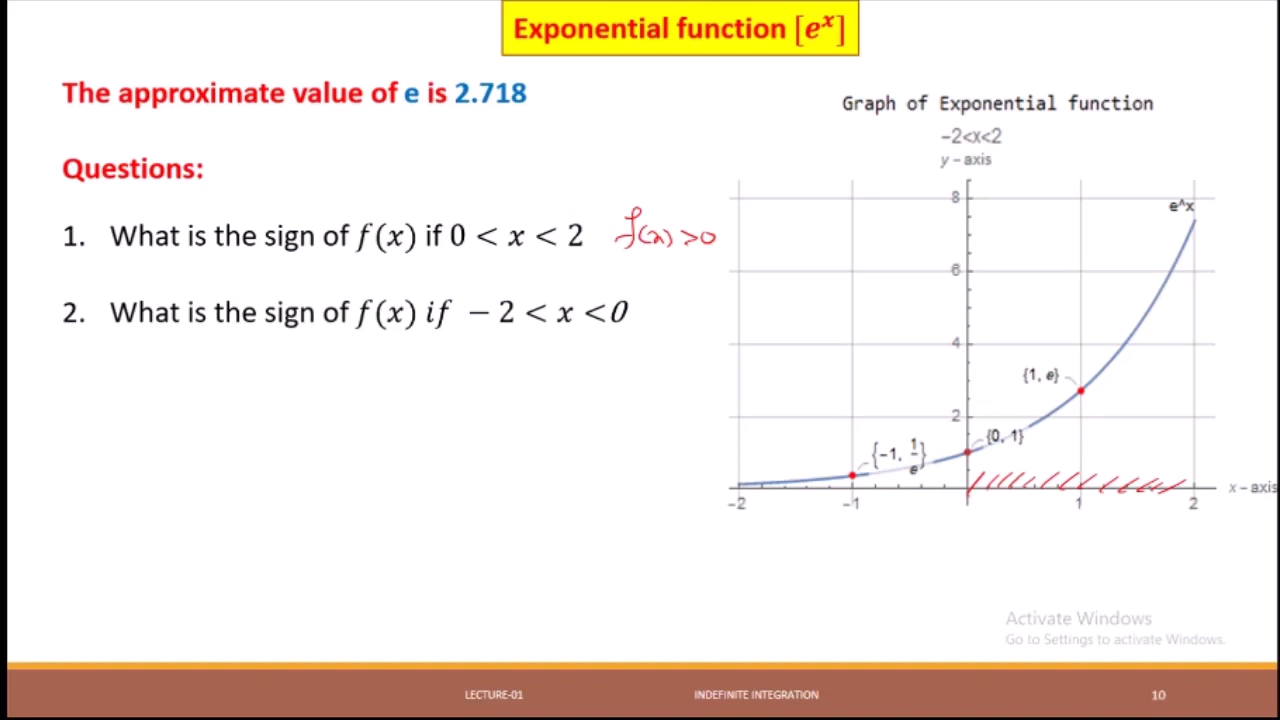 Exponential function [eˣ]
The approximate value of e is 2.718
Questions:
1. What is the sign of f(x) if 0 < x < 2 f(x) >0
2. What is the sign of f(x) if − 2 < x <0
Graph of Exponential function
−2<x<2
y – axis
8
e^x
6
4
{1, e}
2
{0, 1}
{−1, 1/e}
x – axis
−2 −1 1 2
Activate Windows
Go to Settings to activate Windows.
LECTURE-01 INDEFINITE INTEGRATION 10